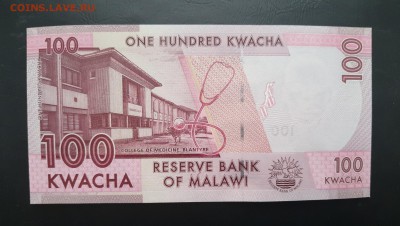 COINS.LAVE.RU
100
ONE HUNDRED KWACHA
100
100
COLLEGE OF MEDICINE, BLANTYRE
100
KWACHA
RESERVE BANK
OF MALAWI
100
KWACHA